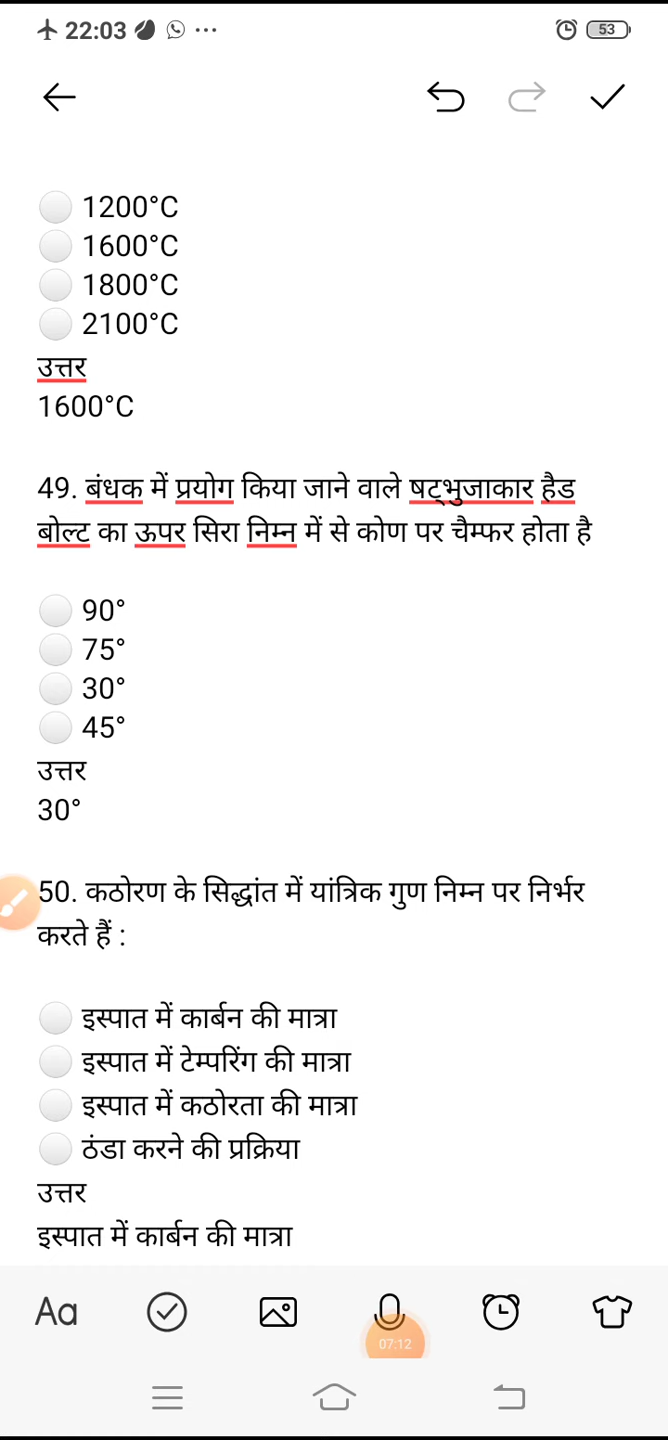 22:03
53
1200°C
1600°C
1800°C
2100°C
उत्तर
1600°C
49. बंधक में प्रयोग किया जाने वाले षट्भुजाकार हैड
बोल्ट का ऊपर सिरा निम्न में से कोण पर चैम्फर होता है
90°
75°
30°
45°
उत्तर
30°
50. कठोरण के सिद्धांत में यांत्रिक गुण निम्न पर निर्भर
करते हैं :
इस्पात में कार्बन की मात्रा
इस्पात में टेम्परिंग की मात्रा
इस्पात में कठोरता की मात्रा
ठंडा करने की प्रक्रिया
उत्तर
इस्पात में कार्बन की मात्रा
Aa
07:12